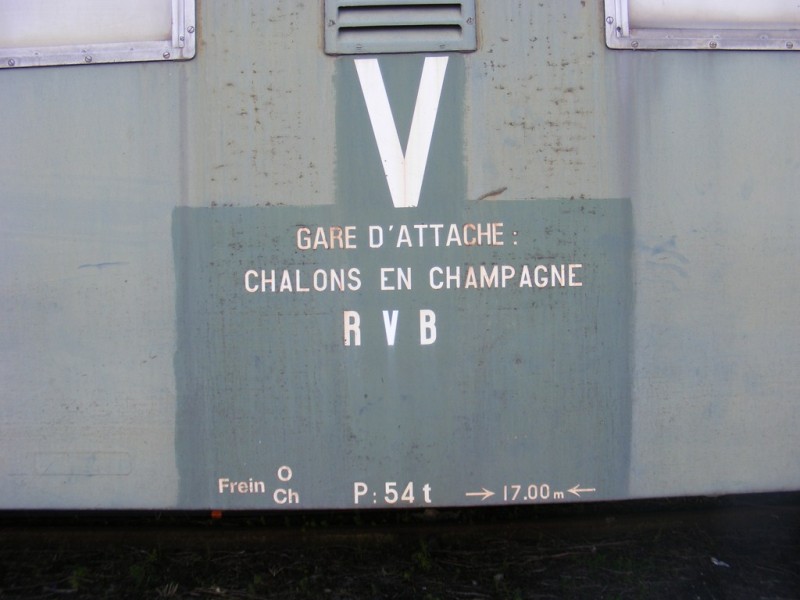 V
GARE D'ATTACHE :
CHALONS EN CHAMPAGNE
R V B
Frein O
Ch
P : 54 t
→ 17.00 m ←